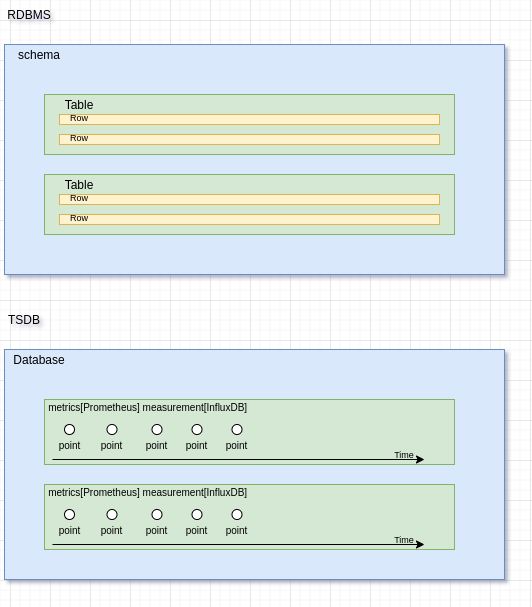 RDBMS
schema
Table
Row
Row
Table
Row
Row
TSDB
Database
metrics[Prometheus] measurement[InfluxDB]
point point point point point
Time
metrics[Prometheus] measurement[InfluxDB]
point point point point point
Time